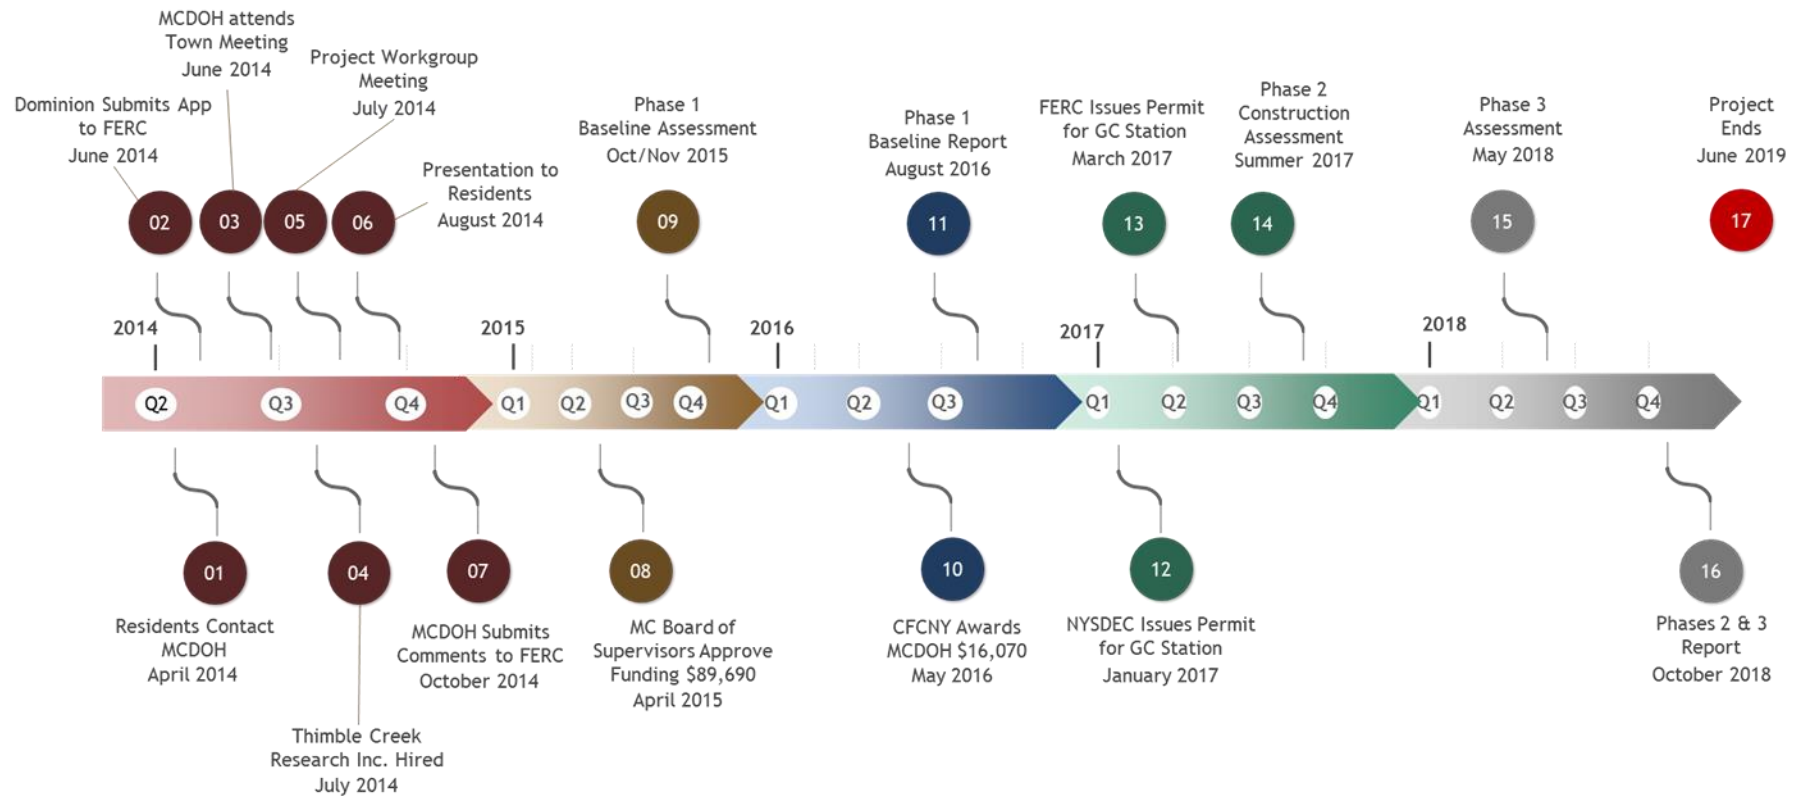 MCDOH attends
Town Meeting
June 2014
Project Workgroup
Meeting
July 2014
Dominion Submits App
to FERC
June 2014
Presentation to
Residents
August 2014
Phase 1
Baseline Assessment
Oct/Nov 2015
Phase 1
Baseline Report
August 2016
FERC Issues Permit
for GC Station
March 2017
Phase 2
Construction
Assessment
Summer 2017
Phase 3
Assessment
May 2018
Project
Ends
June 2019
02 03 05 06 09 11 13 14 15 17
2014 2015 2016 2017 2018
Q2 Q3 Q4 Q1 Q2 Q3 Q4 Q1 Q2 Q3 Q1 Q2 Q3 Q4 Q1 Q2 Q3 Q4
01 04 07 08 10 12 16
Residents Contact
MCDOH
April 2014
Thimble Creek
Research Inc. Hired
July 2014
MCDOH Submits
Comments to FERC
October 2014
MC Board of
Supervisors Approve
Funding $89,690
April 2015
CFCNY Awards
MCDOH $16,070
May 2016
NYSDEC Issues Permit
for GC Station
January 2017
Phases 2 & 3
Report
October 2018